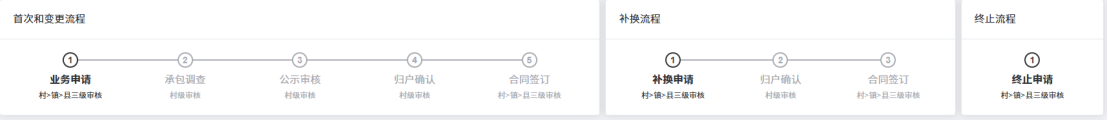 首次和变更流程
1 2 3 4 5
业务申请 承包调查 公示审核 归户确认 合同签订
村>镇>县三级审核 村级审核 村级审核 村级审核 村>镇>县三级审核
补换流程
1 2 3
补换申请 归户确认 合同签订
村>镇>县三级审核 村级审核 村>镇>县三级审核
终止流程
1
终止申请
村>镇>县三级审核